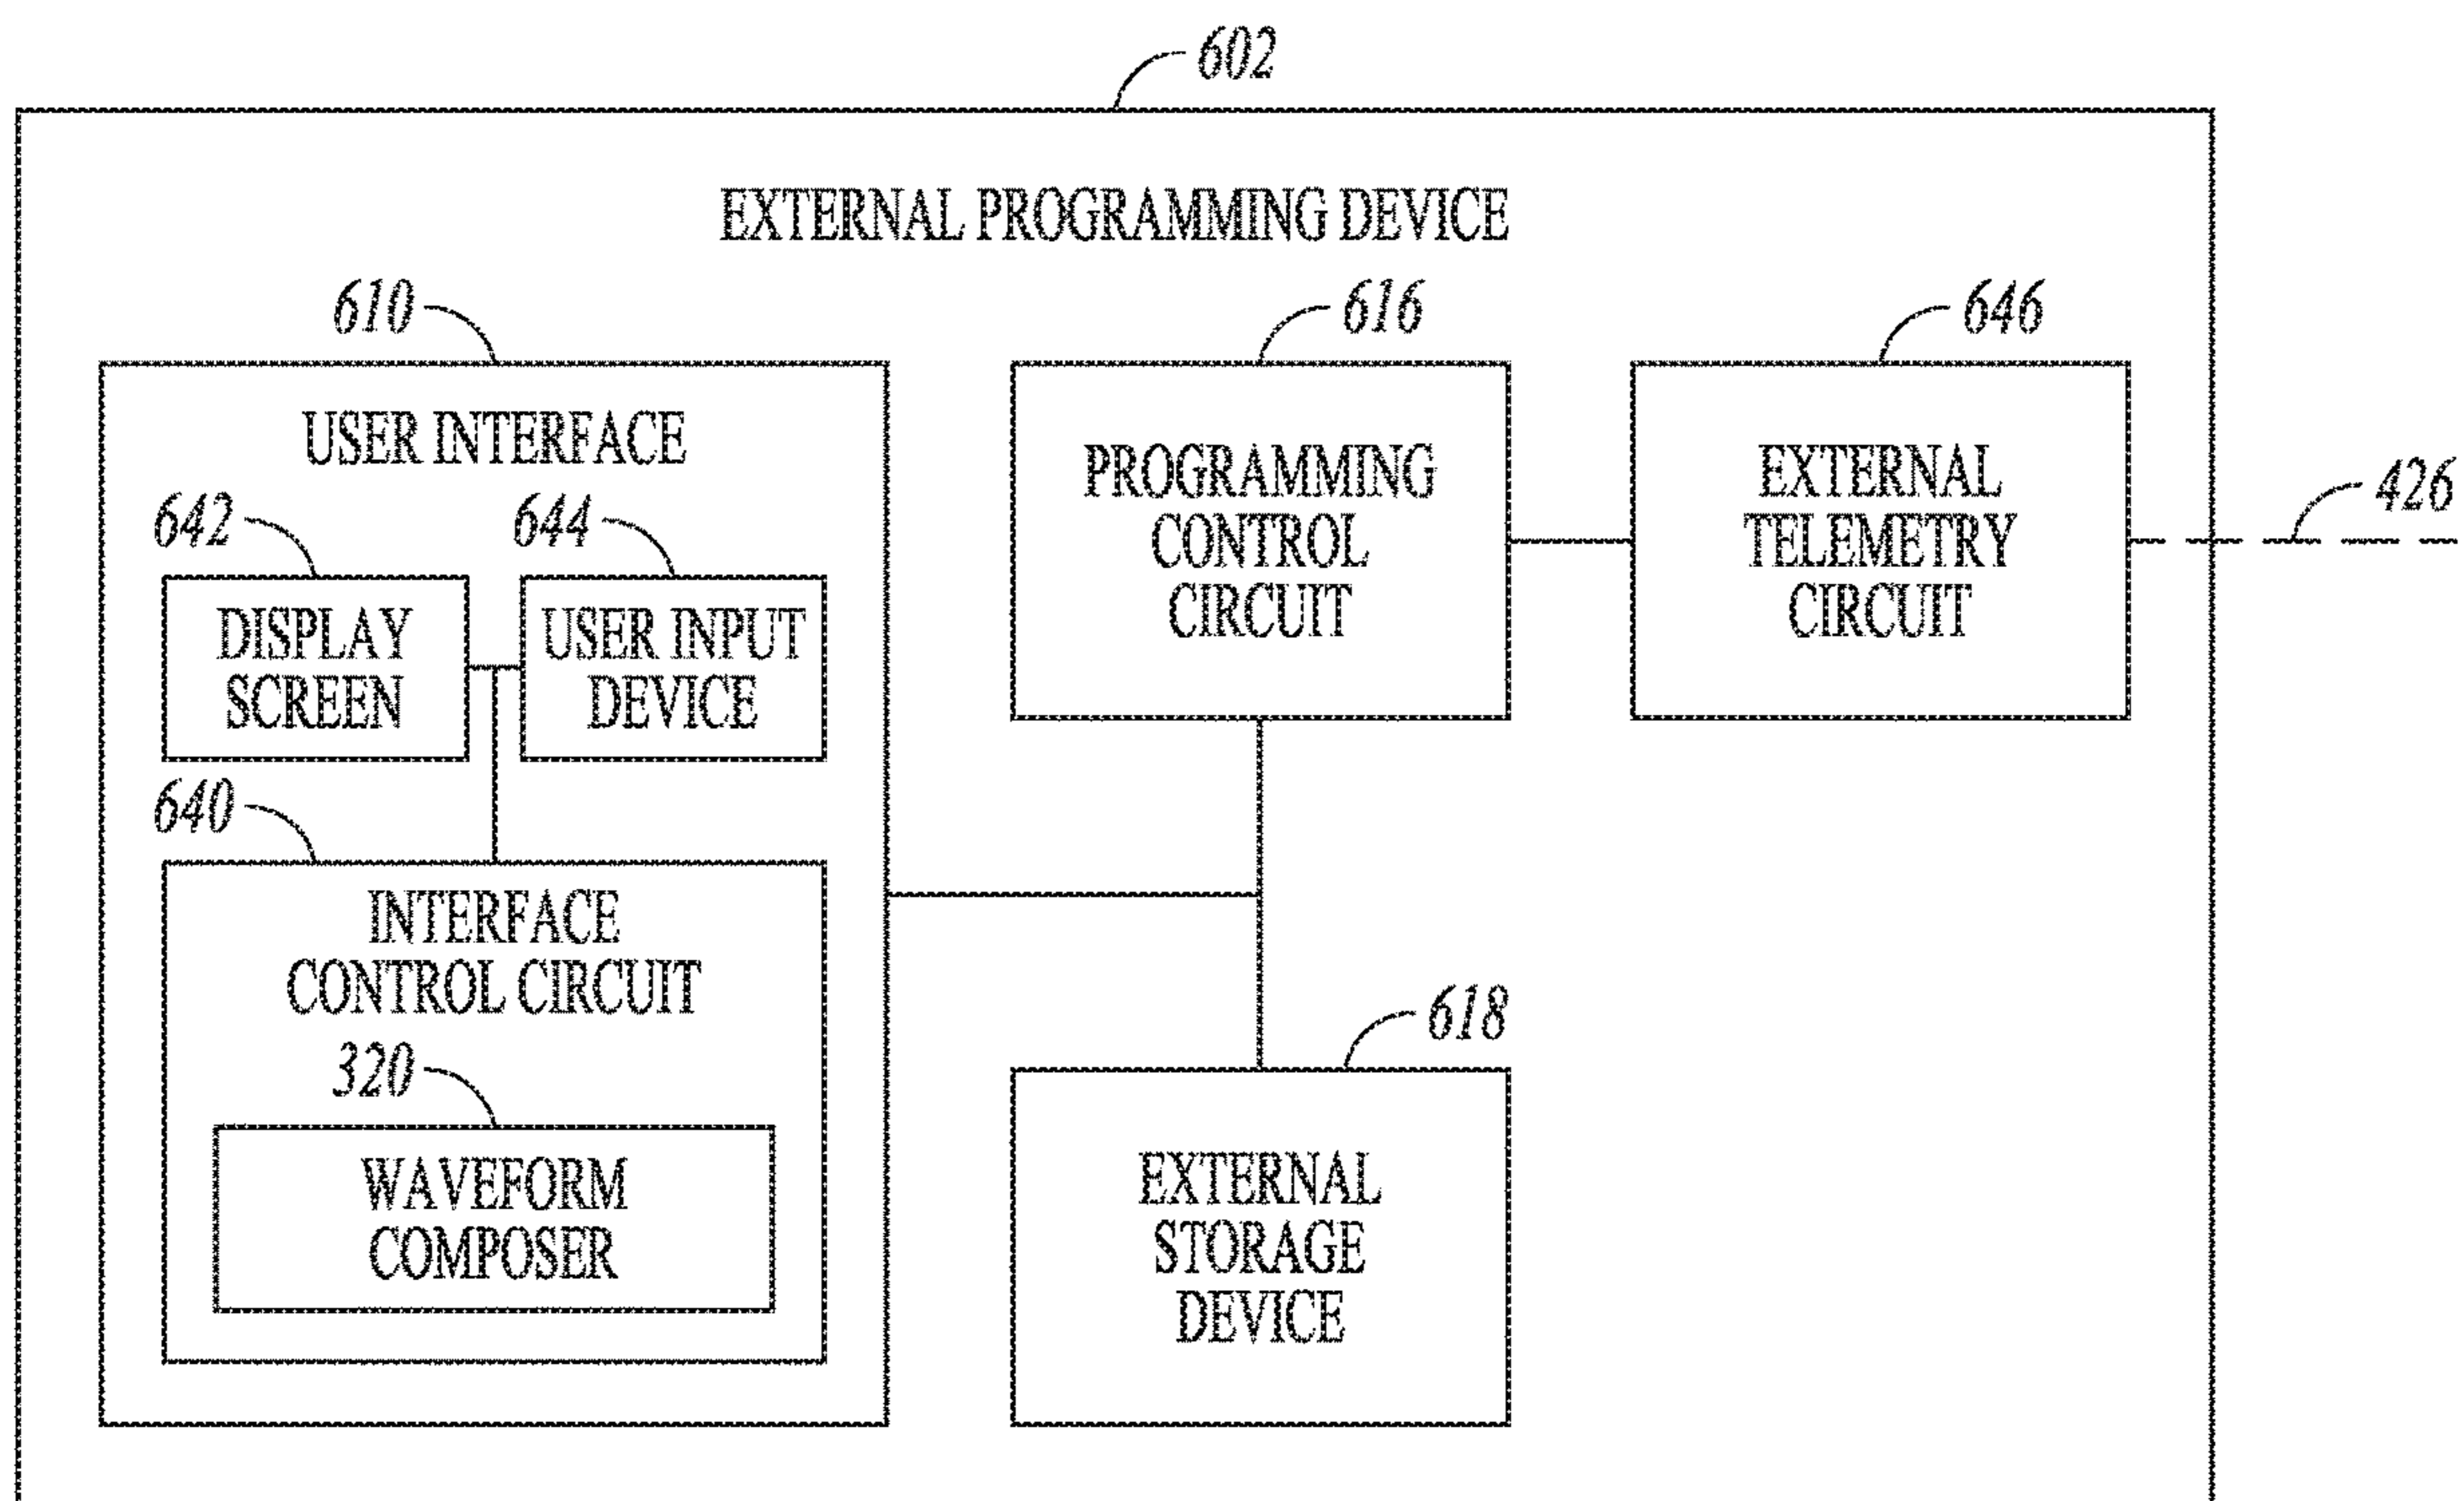 602
EXTERNAL PROGRAMMING DEVICE
610
USER INTERFACE
642
644
DISPLAY
SCREEN
USER INPUT
DEVICE
640
INTERFACE
CONTROL CIRCUIT
320
WAVEFORM
COMPOSER
616
PROGRAMMING
CONTROL
CIRCUIT
646
EXTERNAL
TELEMETRY
CIRCUIT
426
618
EXTERNAL
STORAGE
DEVICE